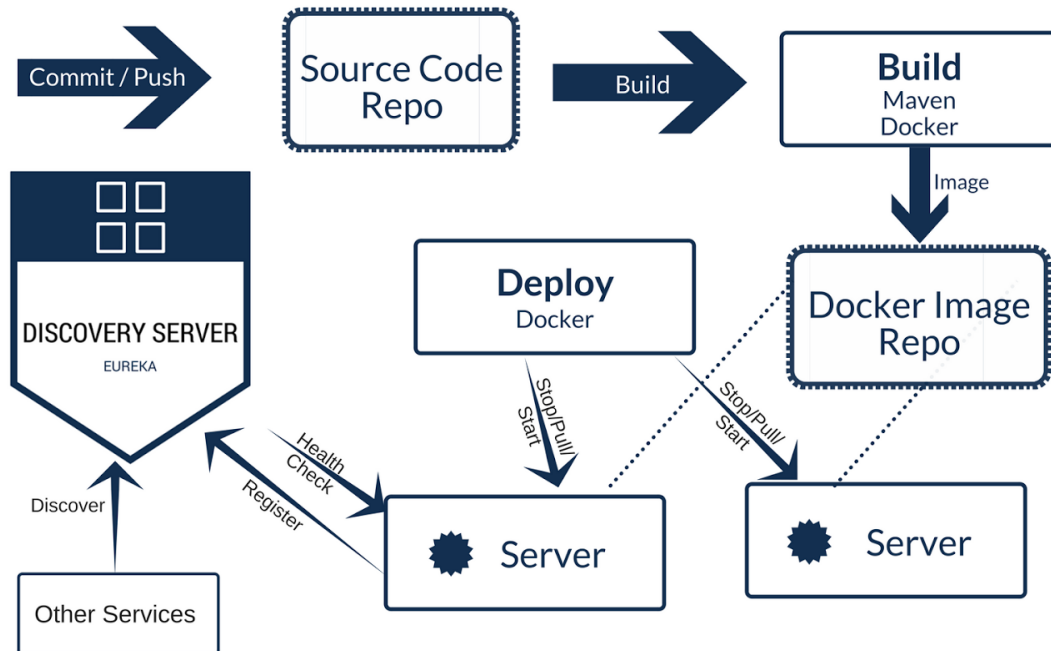 Commit / Push
Source Code
Repo
Build
Build
Maven
Docker
Image
DISCOVERY SERVER
EUREKA
Deploy
Docker
Docker Image
Repo
Stop/Pull/
Start
Stop/Pull/
Start
Health
Check
Register
Discover
Server
Server
Other Services